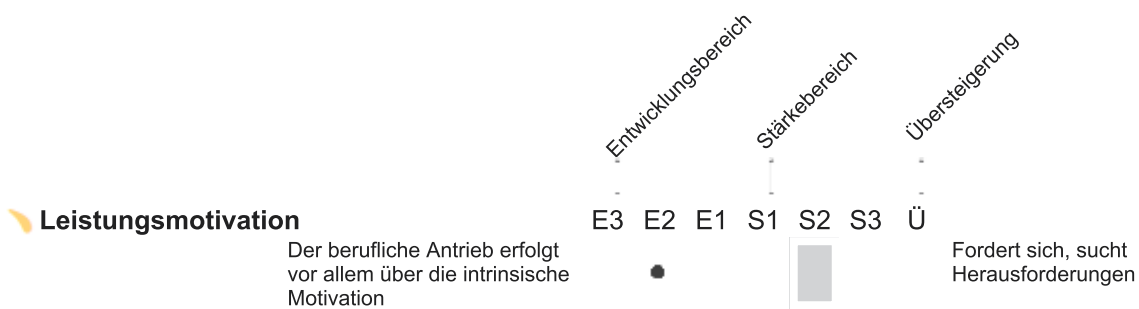 Entwicklungsbereich
Stärkebereich
Übersteigerung
Leistungsmotivation
E3 E2 E1 S1 S2 S3 Ü
Der berufliche Antrieb erfolgt
vor allem über die intrinsische
Motivation
Fordert sich, sucht
Herausforderungen